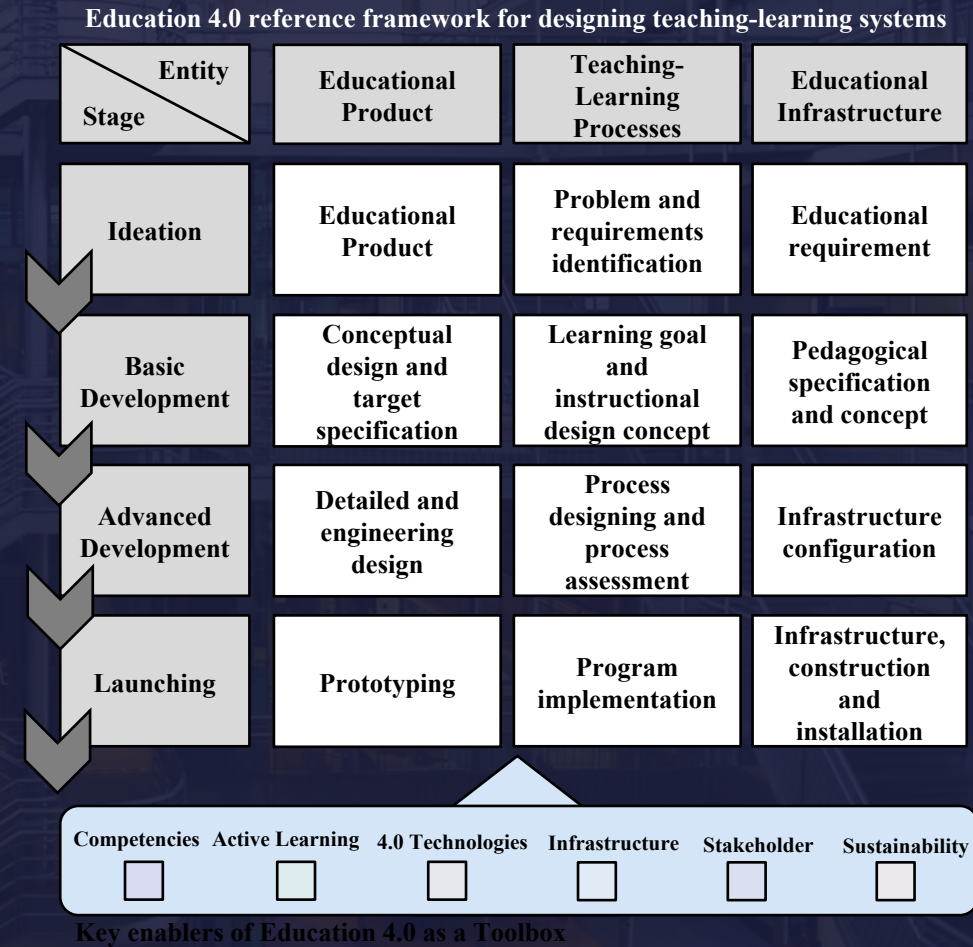 Education 4.0 reference framework for designing teaching-learning systems
Entity
Stage
Educational
Product
Teaching-
Learning
Processes
Educational
Infrastructure
Ideation
Educational
Product
Problem and
requirements
identification
Educational
requirement
Basic
Development
Conceptual
design and
target
specification
Learning goal
and
instructional
design concept
Pedagogical
specification
and concept
Advanced
Development
Detailed and
engineering
design
Process
designing and
process
assessment
Infrastructure
configuration
Launching
Prototyping
Program
implementation
Infrastructure,
construction
and
installation
Competencies Active Learning 4.0 Technologies Infrastructure Stakeholder Sustainability
Key enablers of Education 4.0 as a Toolbox